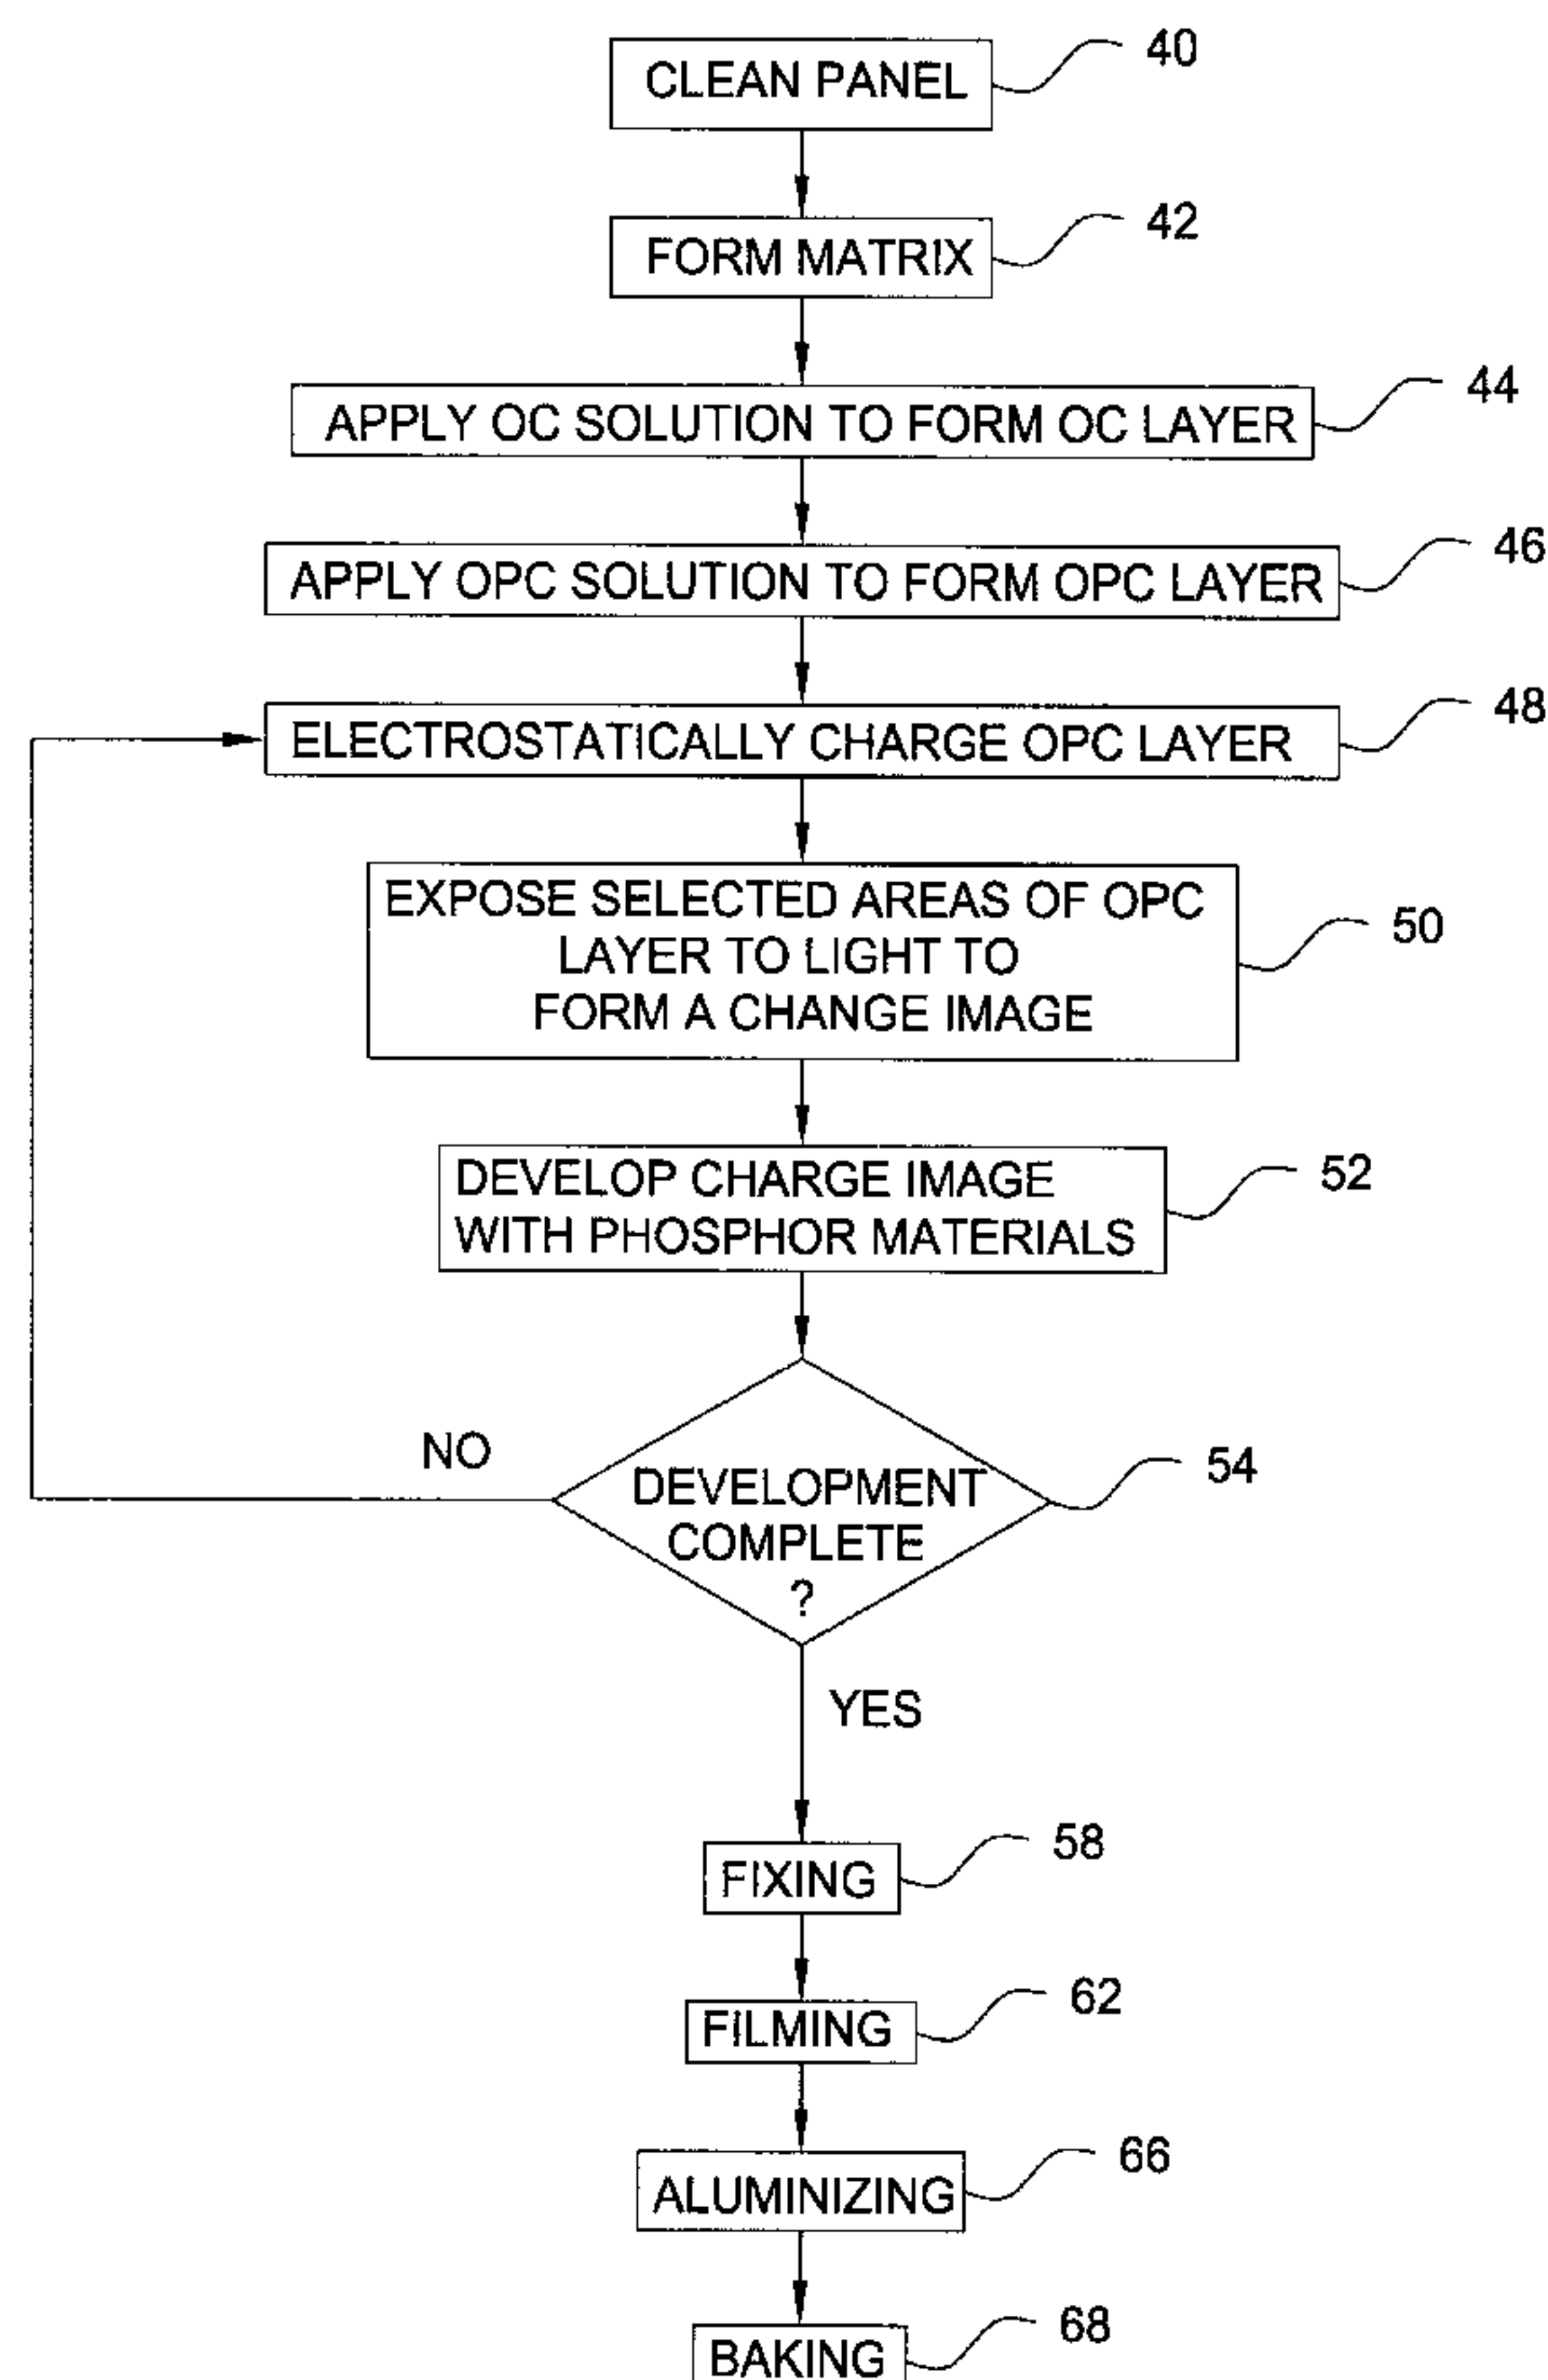 CLEAN PANEL
40
FORM MATRIX
42
APPLY OC SOLUTION TO FORM OC LAYER
44
APPLY OPC SOLUTION TO FORM OPC LAYER
46
ELECTROSTATICALLY CHARGE OPC LAYER
48
EXPOSE SELECTED AREAS OF OPC
LAYER TO LIGHT TO
FORM A CHANGE IMAGE
50
DEVELOP CHARGE IMAGE
WITH PHOSPHOR MATERIALS
52
NO
DEVELOPMENT
COMPLETE
?
54
YES
FIXING
58
FILMING
62
ALUMINIZING
66
BAKING
68